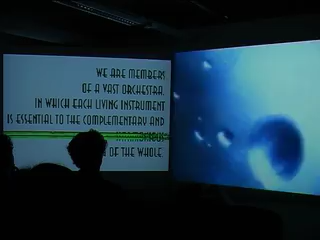 WE ARE MEMBERS
OF A VAST ORCHESTRA,
IN WHICH EACH LIVING INSTRUMENT
IS ESSENTIAL TO THE COMPLEMENTARY AND
OF THE WHOLE.